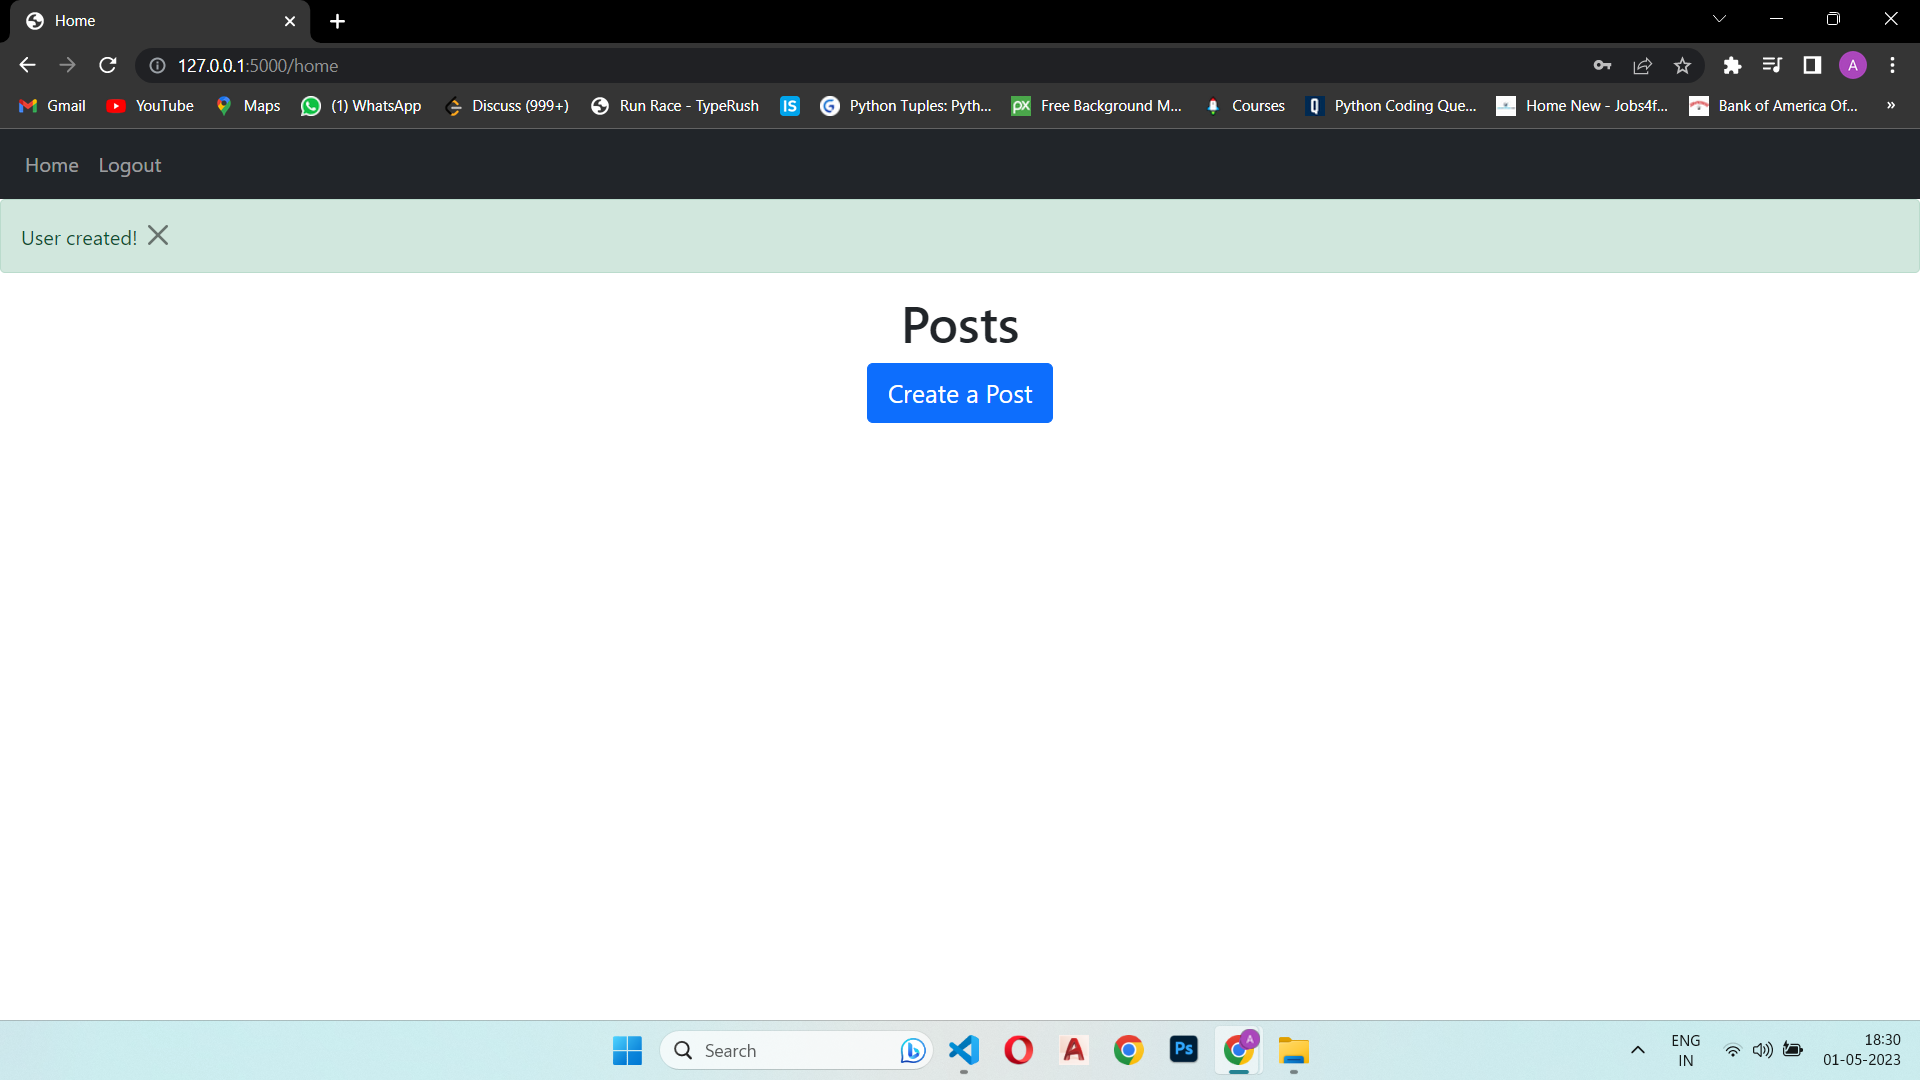 Home
127.0.0.1:5000/home
A
Gmail YouTube Maps (1) WhatsApp Discuss (999+) Run Race - TypeRush IS G Python Tuples: Pyth... px Free Background M... Courses Q Python Coding Que... Home New - Jobs4f... Bank of America Of... »
Home Logout
User created!
Posts
Create a Post
Search Ps A
ENG
IN
18:30
01-05-2023